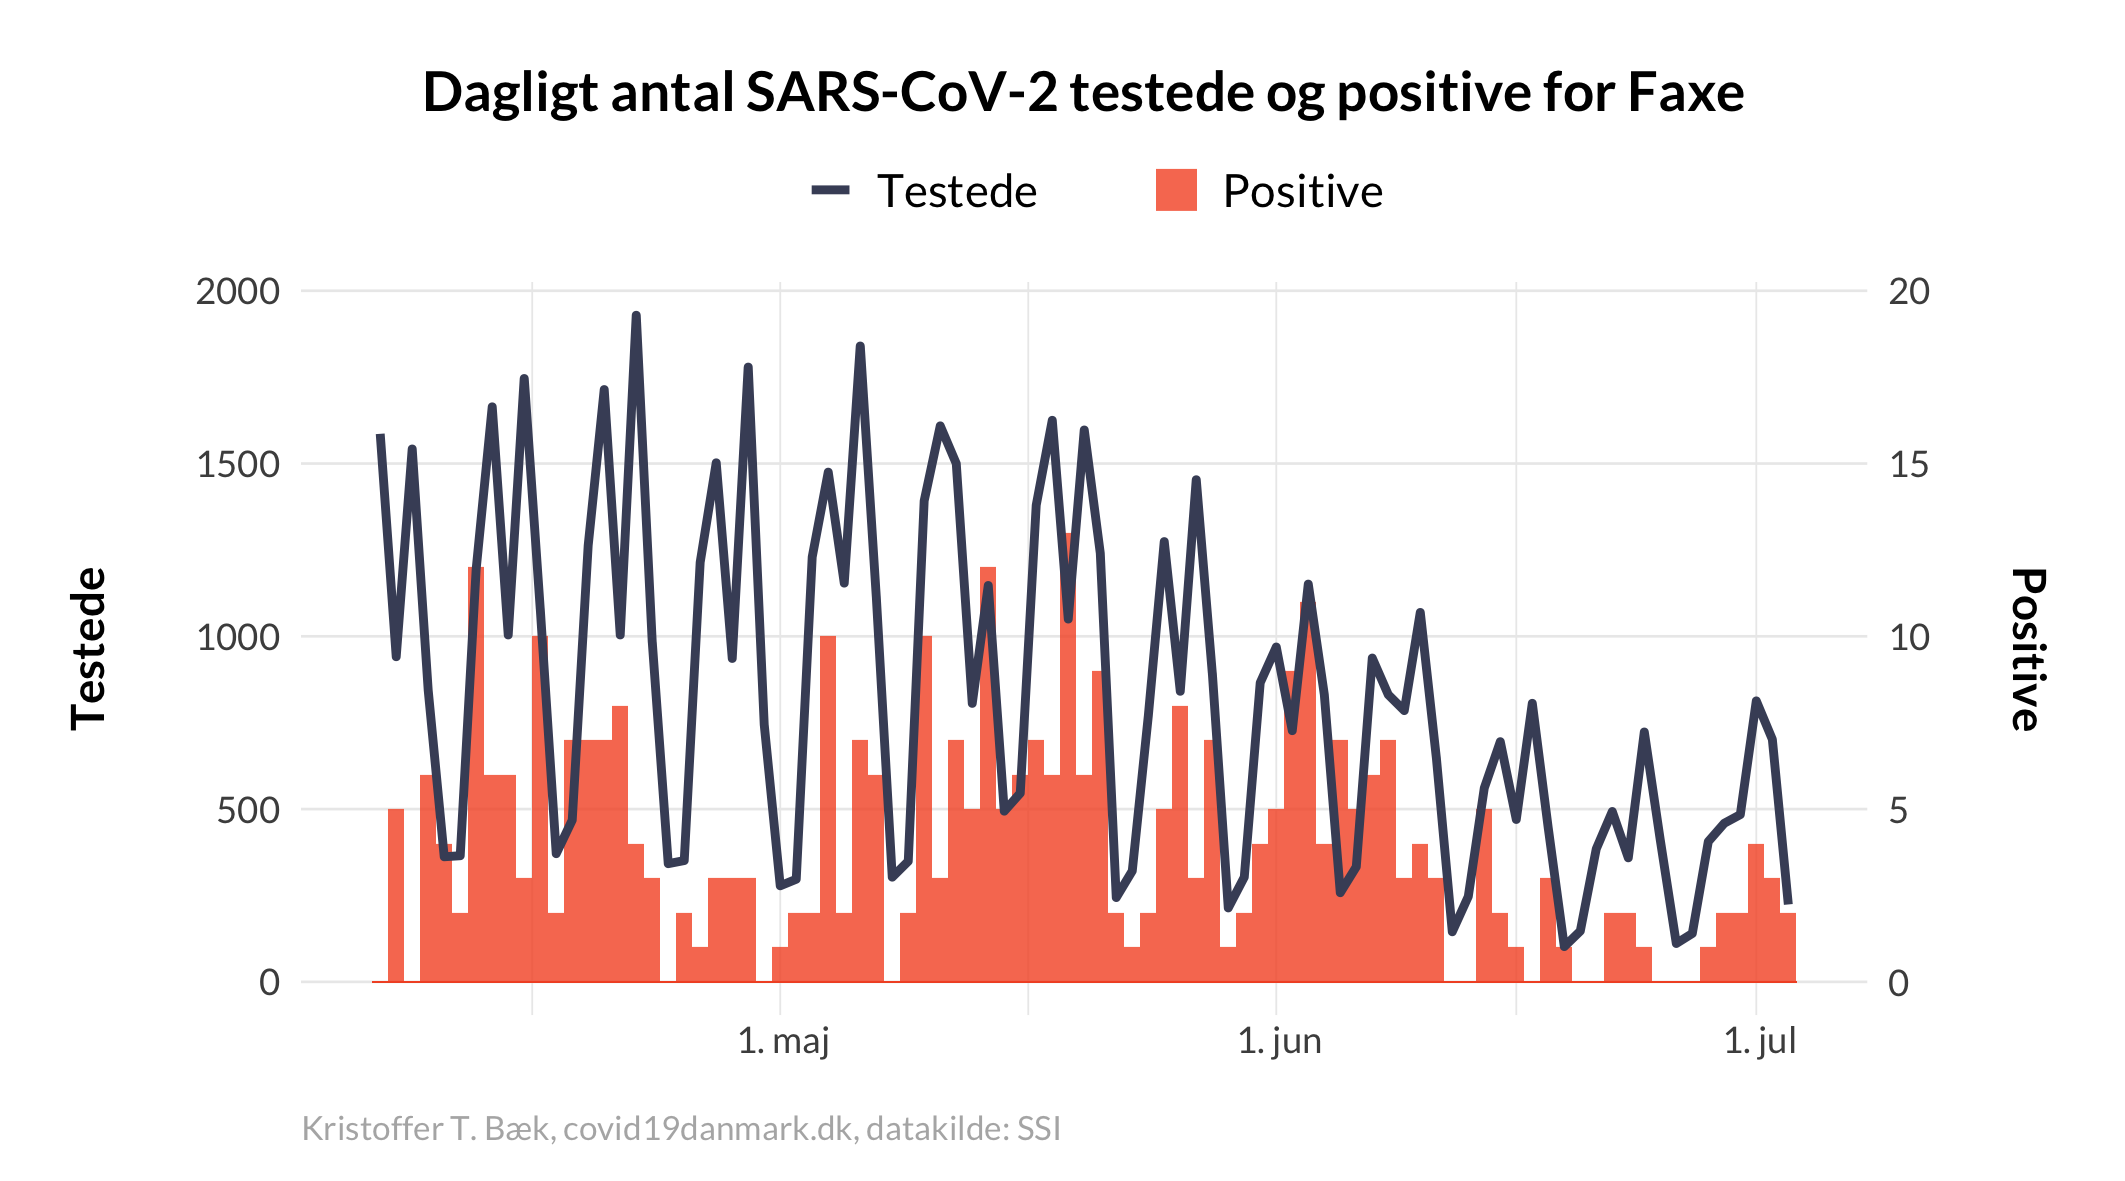 Dagligt antal SARS-CoV-2 testede og positive for Faxe
Testede Positive
2000 20
1500 15
1000 10
500 5
0 0
Testede
Positive
1. maj 1. jun 1. jul
Kristoffer T. Bæk, covid19danmark.dk, datakilde: SSI